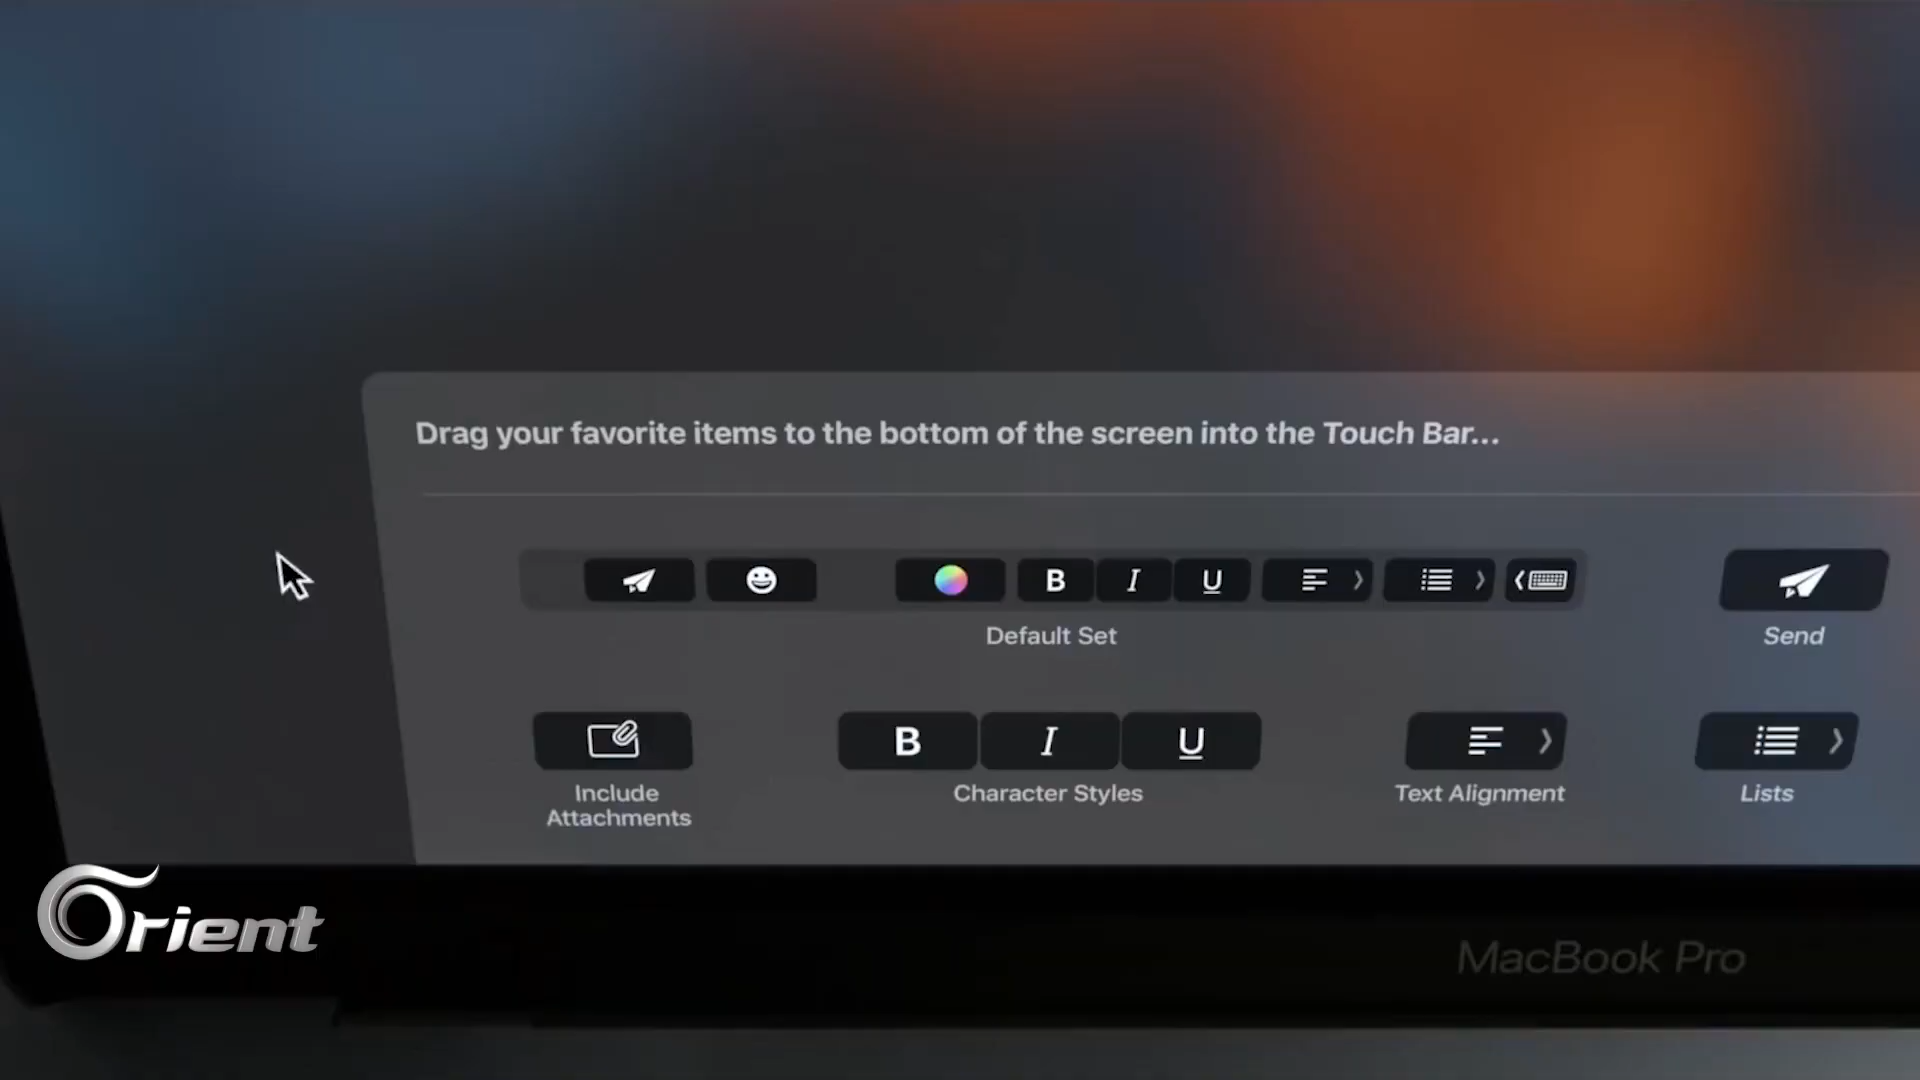 Drag your favorite items to the bottom of the screen into the Touch Bar...
B I U
Default Set
Send
Include
Attachments
B I U
Character Styles
Text Alignment
Lists
Orient
MacBook Pro